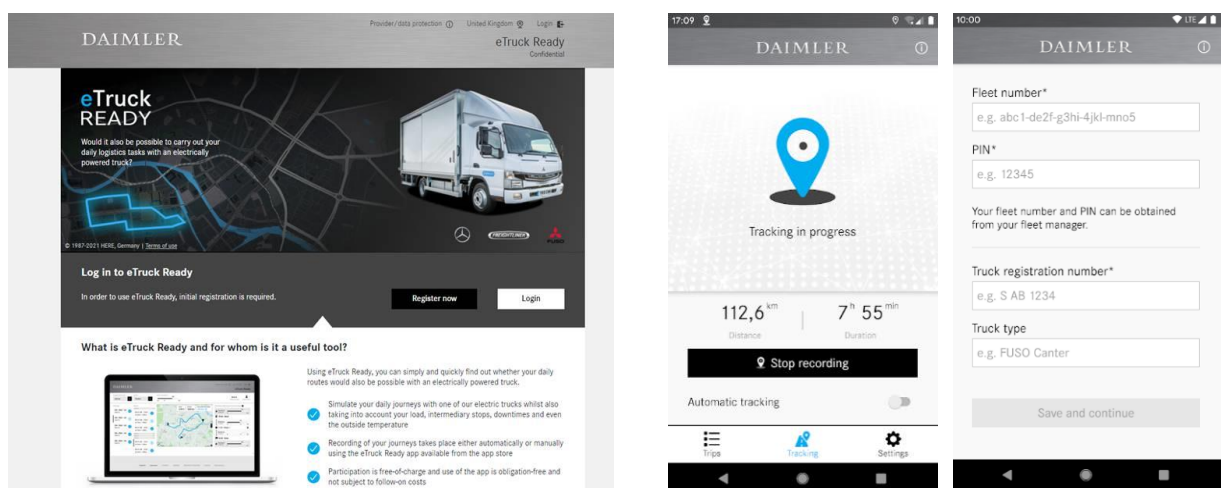 Provider/data protection
United Kingdom
Login
DAIMLER
eTruck Ready
Confidential
eTruck
READY
Would it also be possible to carry out your
daily logistics tasks with an electrically
powered truck?
© 1987-2021 HERE, Germany | Terms of use
FREIGHTLINER
FUSO
Log in to eTruck Ready
In order to use eTruck Ready, initial registration is required.
Register now
Login
What is eTruck Ready and for whom is it a useful tool?
Using eTruck Ready, you can simply and quickly find out whether your daily
routes would also be possible with an electrically powered truck.
Simulate your daily journeys with one of our electric trucks whilst also
taking into account your load, intermediary stops, downtimes and even
the outside temperature
Recording of your journeys takes place either automatically or manually
using the eTruck Ready app available from the app store
Participation is free-of-charge and use of the app is obligation-free and
not subject to follow-on costs
17:09
DAIMLER
Tracking in progress
112,6 km
7 h 55 min
Distance
Duration
Stop recording
Automatic tracking
Trips
Tracking
Settings
10:00
LTE
DAIMLER
Fleet number*
e.g. abc1-de2f-g3hi-4jkl-mno5
PIN*
e.g. 12345
Your fleet number and PIN can be obtained
from your fleet manager.
Truck registration number*
e.g. S AB 1234
Truck type
e.g. FUSO Canter
Save and continue